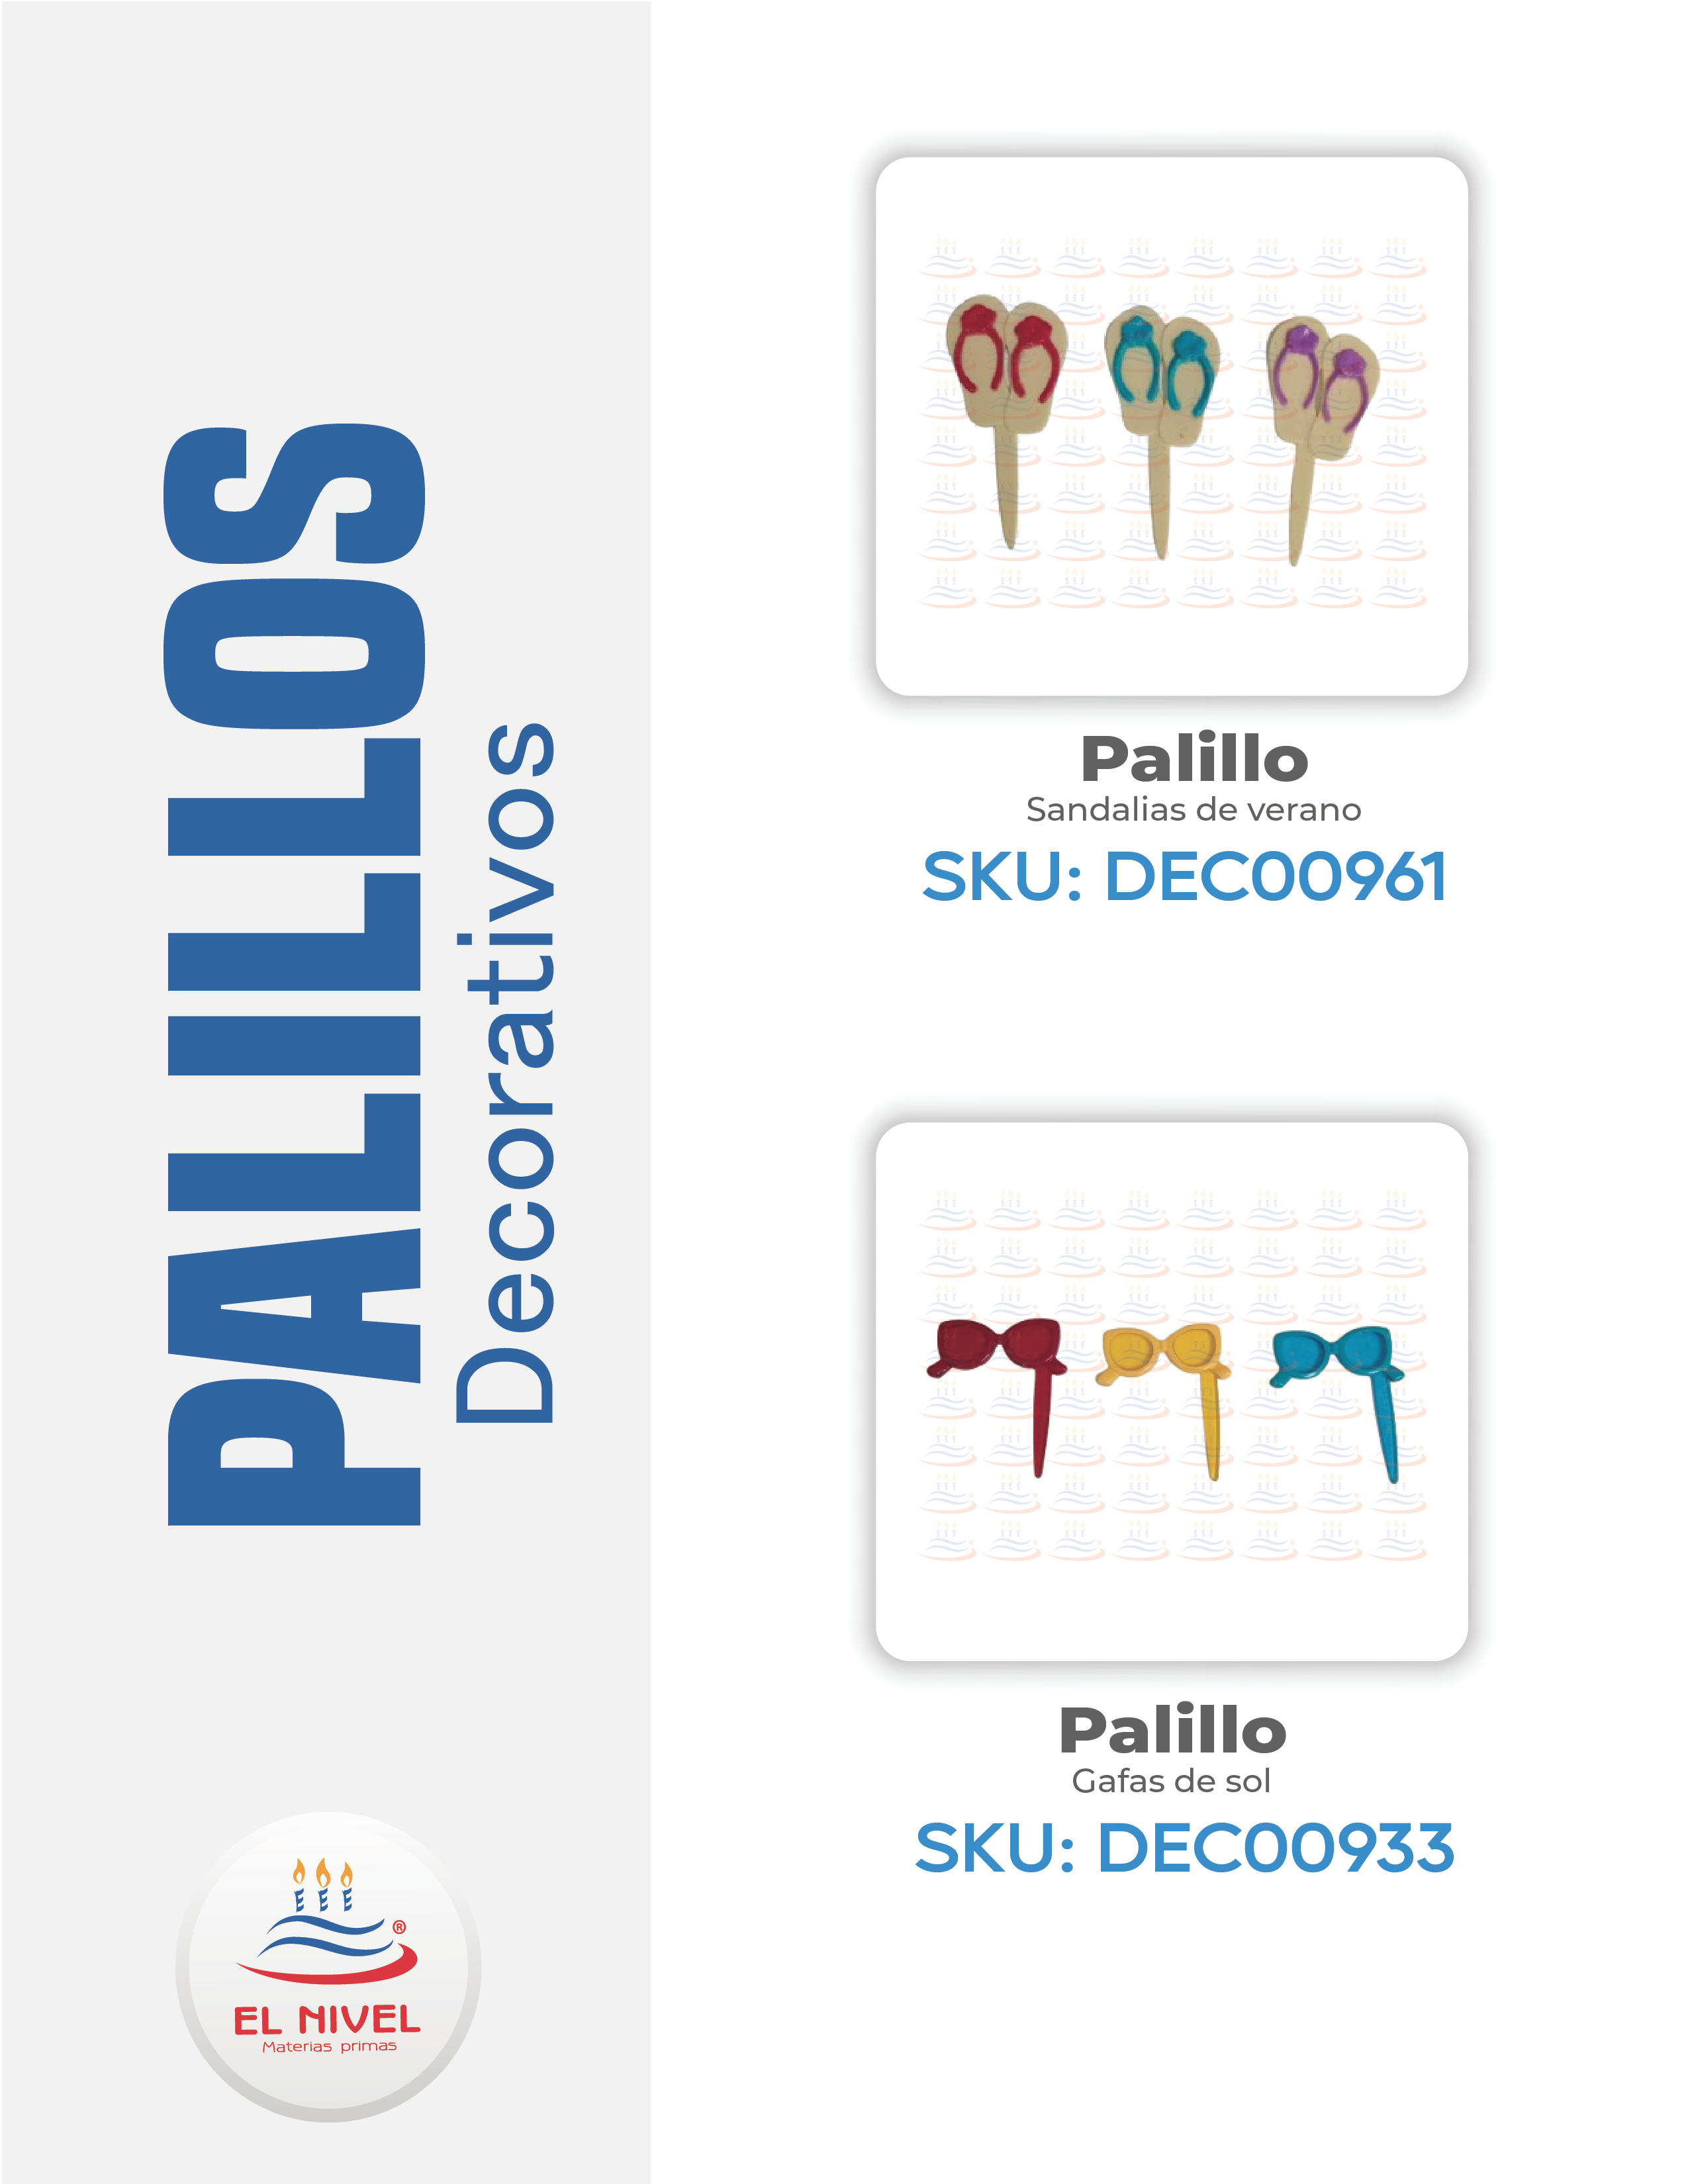 PALILLOS
Decorativos
Palillo
Sandalias de verano
SKU: DEC00961
Palillo
Gafas de sol
SKU: DEC00933
®
EL NIVEL
Materias primas